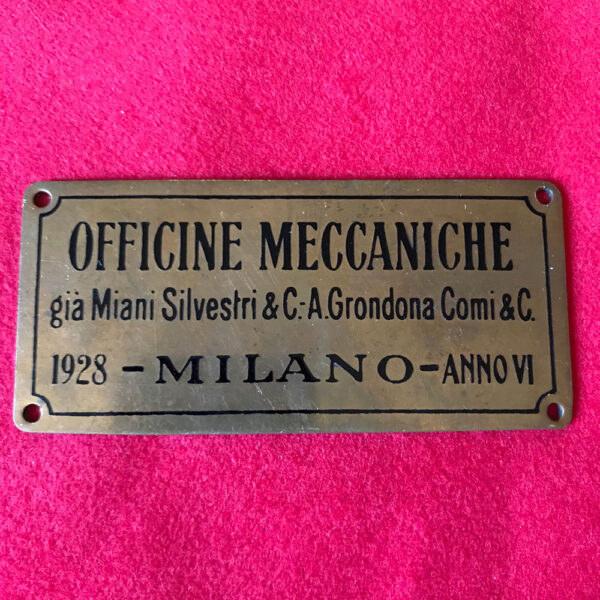 OFFICINE MECCANICHE
già Miani Silvestri & C.-A. Grondona Comi & C.
1928 - MILANO - ANNO VI